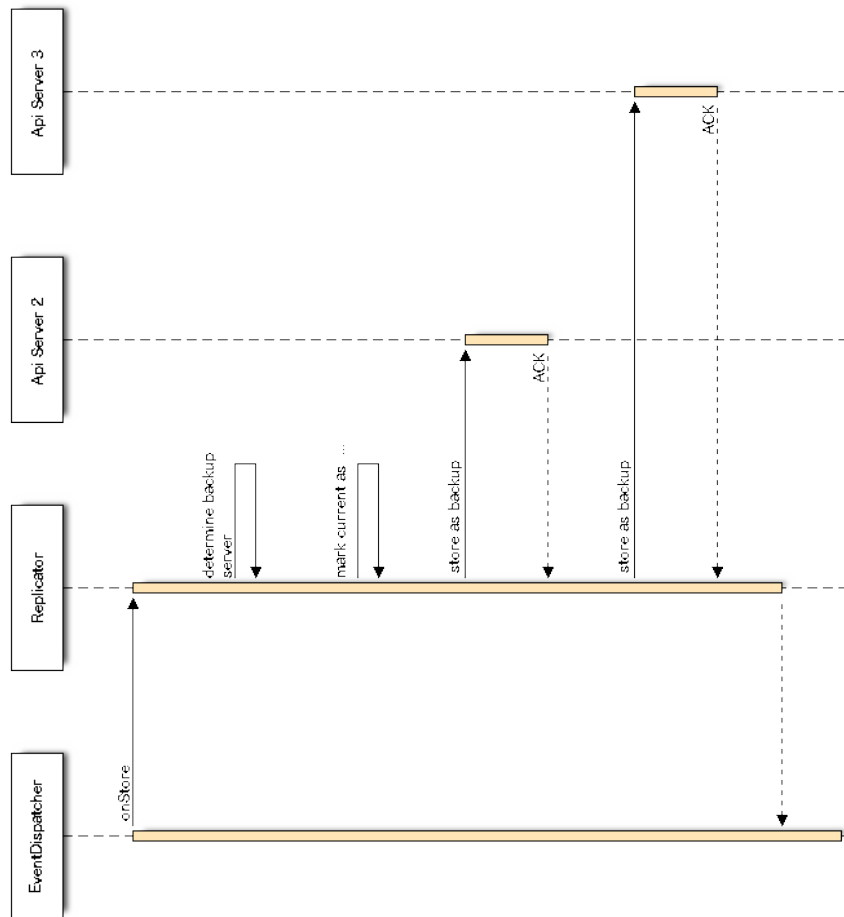 EventDispatcher
Replicator
Api Server 2
Api Server 3
onStore
determine backup
server
mark current as ...
store as backup
ACK
store as backup
ACK